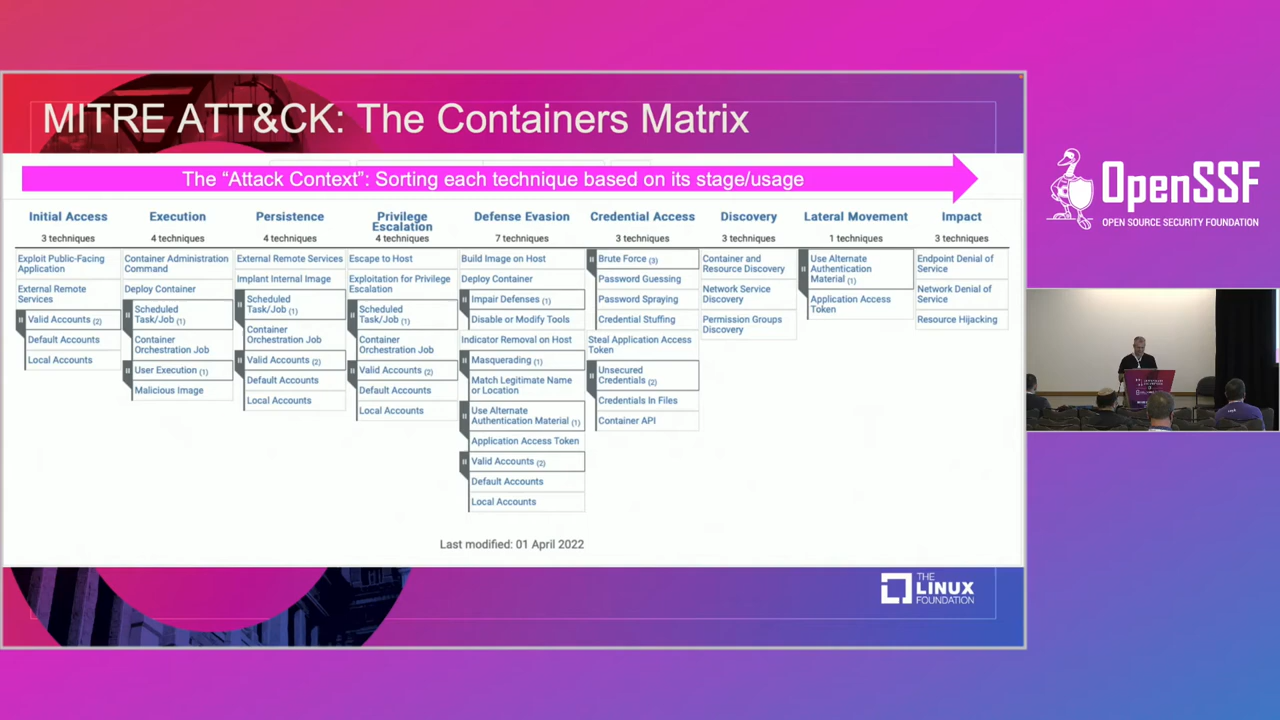 MITRE ATT&CK: The Containers Matrix
The “Attack Context”: Sorting each technique based on its stage/usage
Initial Access
3 techniques
Exploit Public-Facing
Application
External Remote
Services
Valid Accounts (2)
Default Accounts
Local Accounts
Execution
4 techniques
Container Administration
Command
Deploy Container
Scheduled
Task/Job (1)
Container
Orchestration Job
User Execution (1)
Malicious Image
Persistence
4 techniques
External Remote Services
Implant Internal Image
Scheduled
Task/Job (1)
Container
Orchestration Job
Valid Accounts (2)
Default Accounts
Local Accounts
Privilege
Escalation
4 techniques
Escape to Host
Exploitation for Privilege
Escalation
Scheduled
Task/Job (1)
Container
Orchestration Job
Valid Accounts (2)
Default Accounts
Local Accounts
Defense Evasion
7 techniques
Build Image on Host
Deploy Container
Impair Defenses (1)
Disable or Modify Tools
Indicator Removal on Host
Masquerading (1)
Match Legitimate Name
or Location
Use Alternate
Authentication Material (1)
Application Access Token
Valid Accounts (2)
Default Accounts
Local Accounts
Credential Access
3 techniques
Brute Force (3)
Password Guessing
Password Spraying
Credential Stuffing
Steal Application Access
Token
Unsecured
Credentials (2)
Credentials In Files
Container API
Discovery
3 techniques
Container and
Resource Discovery
Network Service
Discovery
Permission Groups
Discovery
Lateral Movement
1 techniques
Use Alternate
Authentication
Material (1)
Application Access
Token
Impact
3 techniques
Endpoint Denial of
Service
Network Denial of
Service
Resource Hijacking
Last modified: 01 April 2022
THE
LINUX
FOUNDATION
OpenSSF
OPEN SOURCE SECURITY FOUNDATION